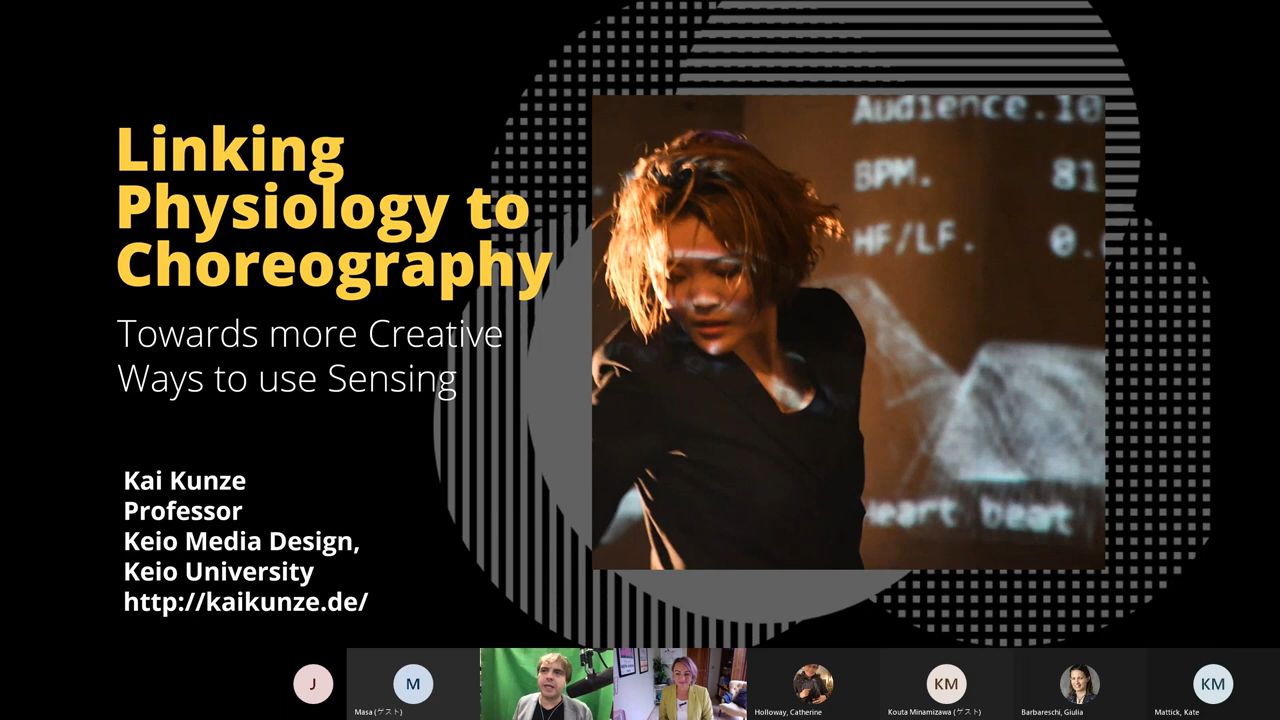 Linking
Physiology to
Choreography
Towards more Creative
Ways to use Sensing
Kai Kunze
Professor
Keio Media Design,
Keio University
http://kaikunze.de/
Audience.10
BPM. 81
HF/LF. 0.
Heart beat
J
M
Masa (ゲスト)
Holloway, Catherine
KM
Kouta Minamizawa (ゲスト)
Barbareschi, Giulia
KM
Mattick, Kate